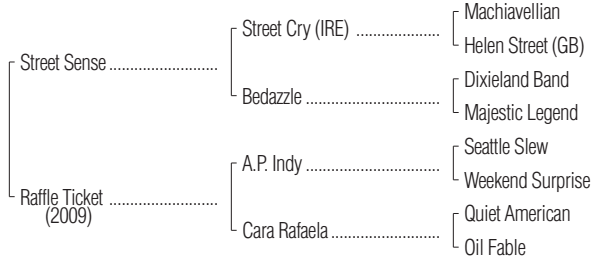 Machiavellian
Street Cry (IRE) ....................
Helen Street (GB)
Street Sense ..........................
Dixieland Band
Bedazzle ................................
Majestic Legend
Seattle Slew
A.P. Indy ................................
Weekend Surprise
Raffle Ticket ..........................
(2009)
Quiet American
Cara Rafaela ..........................
Oil Fable